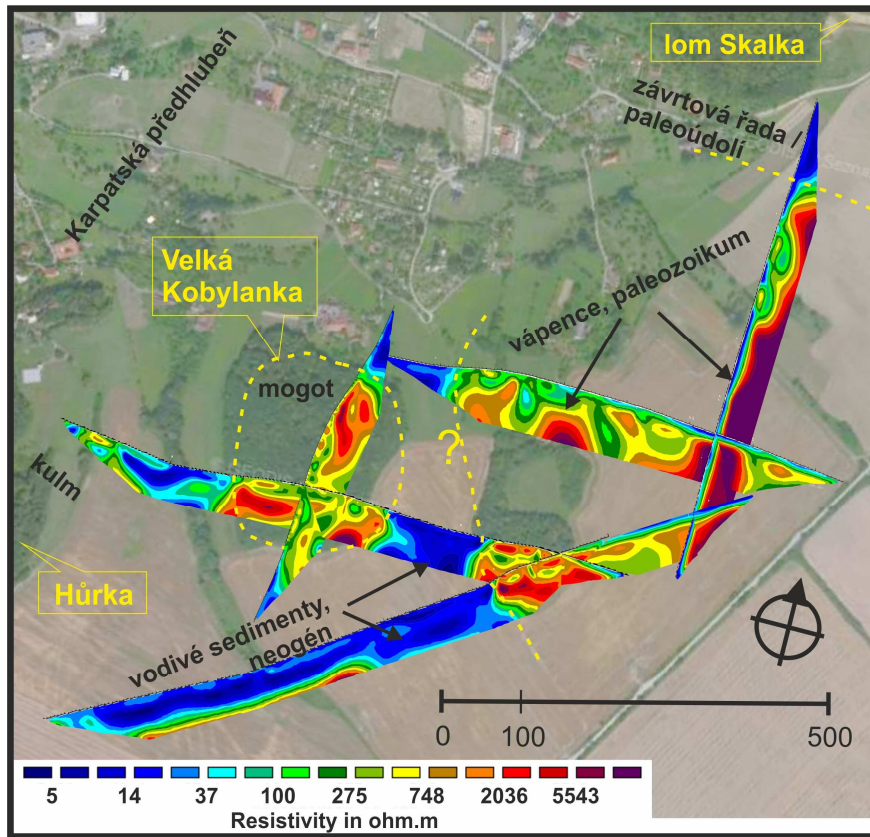 lom Skalka
závrtová řada /
paleoúdolí
Karpatská předhlubeň
Velká
Kobylanka
vápence, paleozoikum
mogot
?
kulm
Hůrka
vodivé sedimenty,
neogén
0 100 500
5 14 37 100 275 748 2036 5543
Resistivity in ohm.m